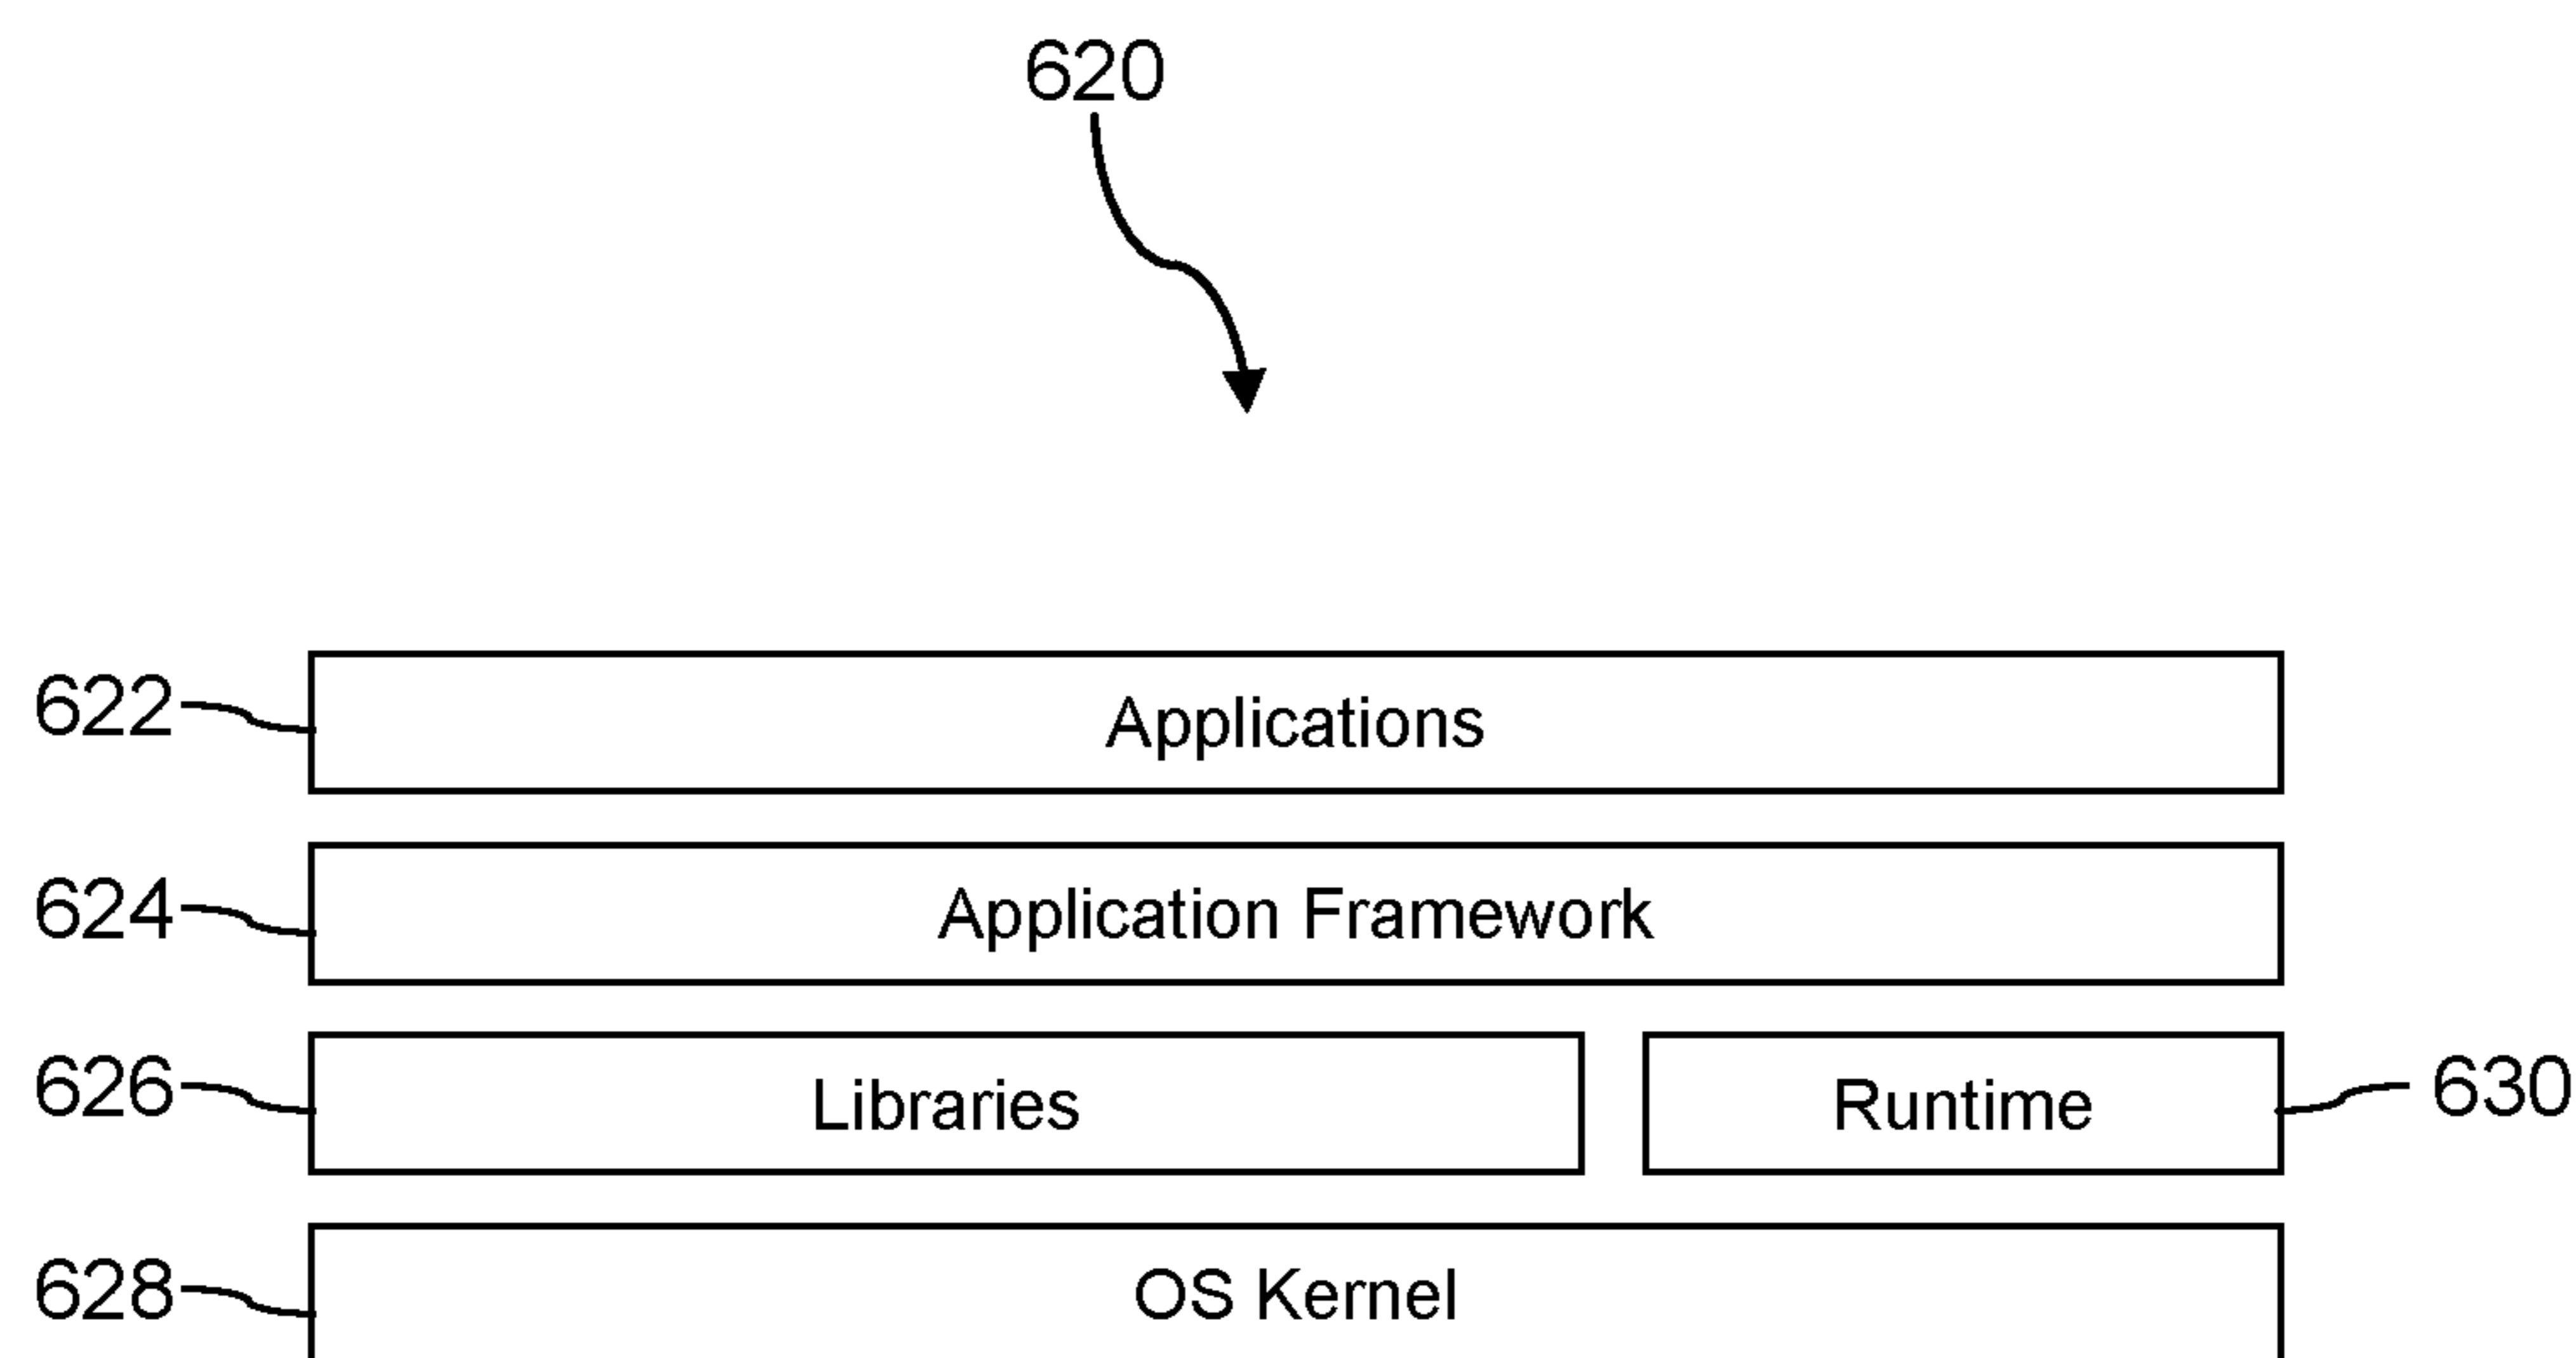 620
622 Applications
624 Application Framework
626 Libraries Runtime 630
628 OS Kernel